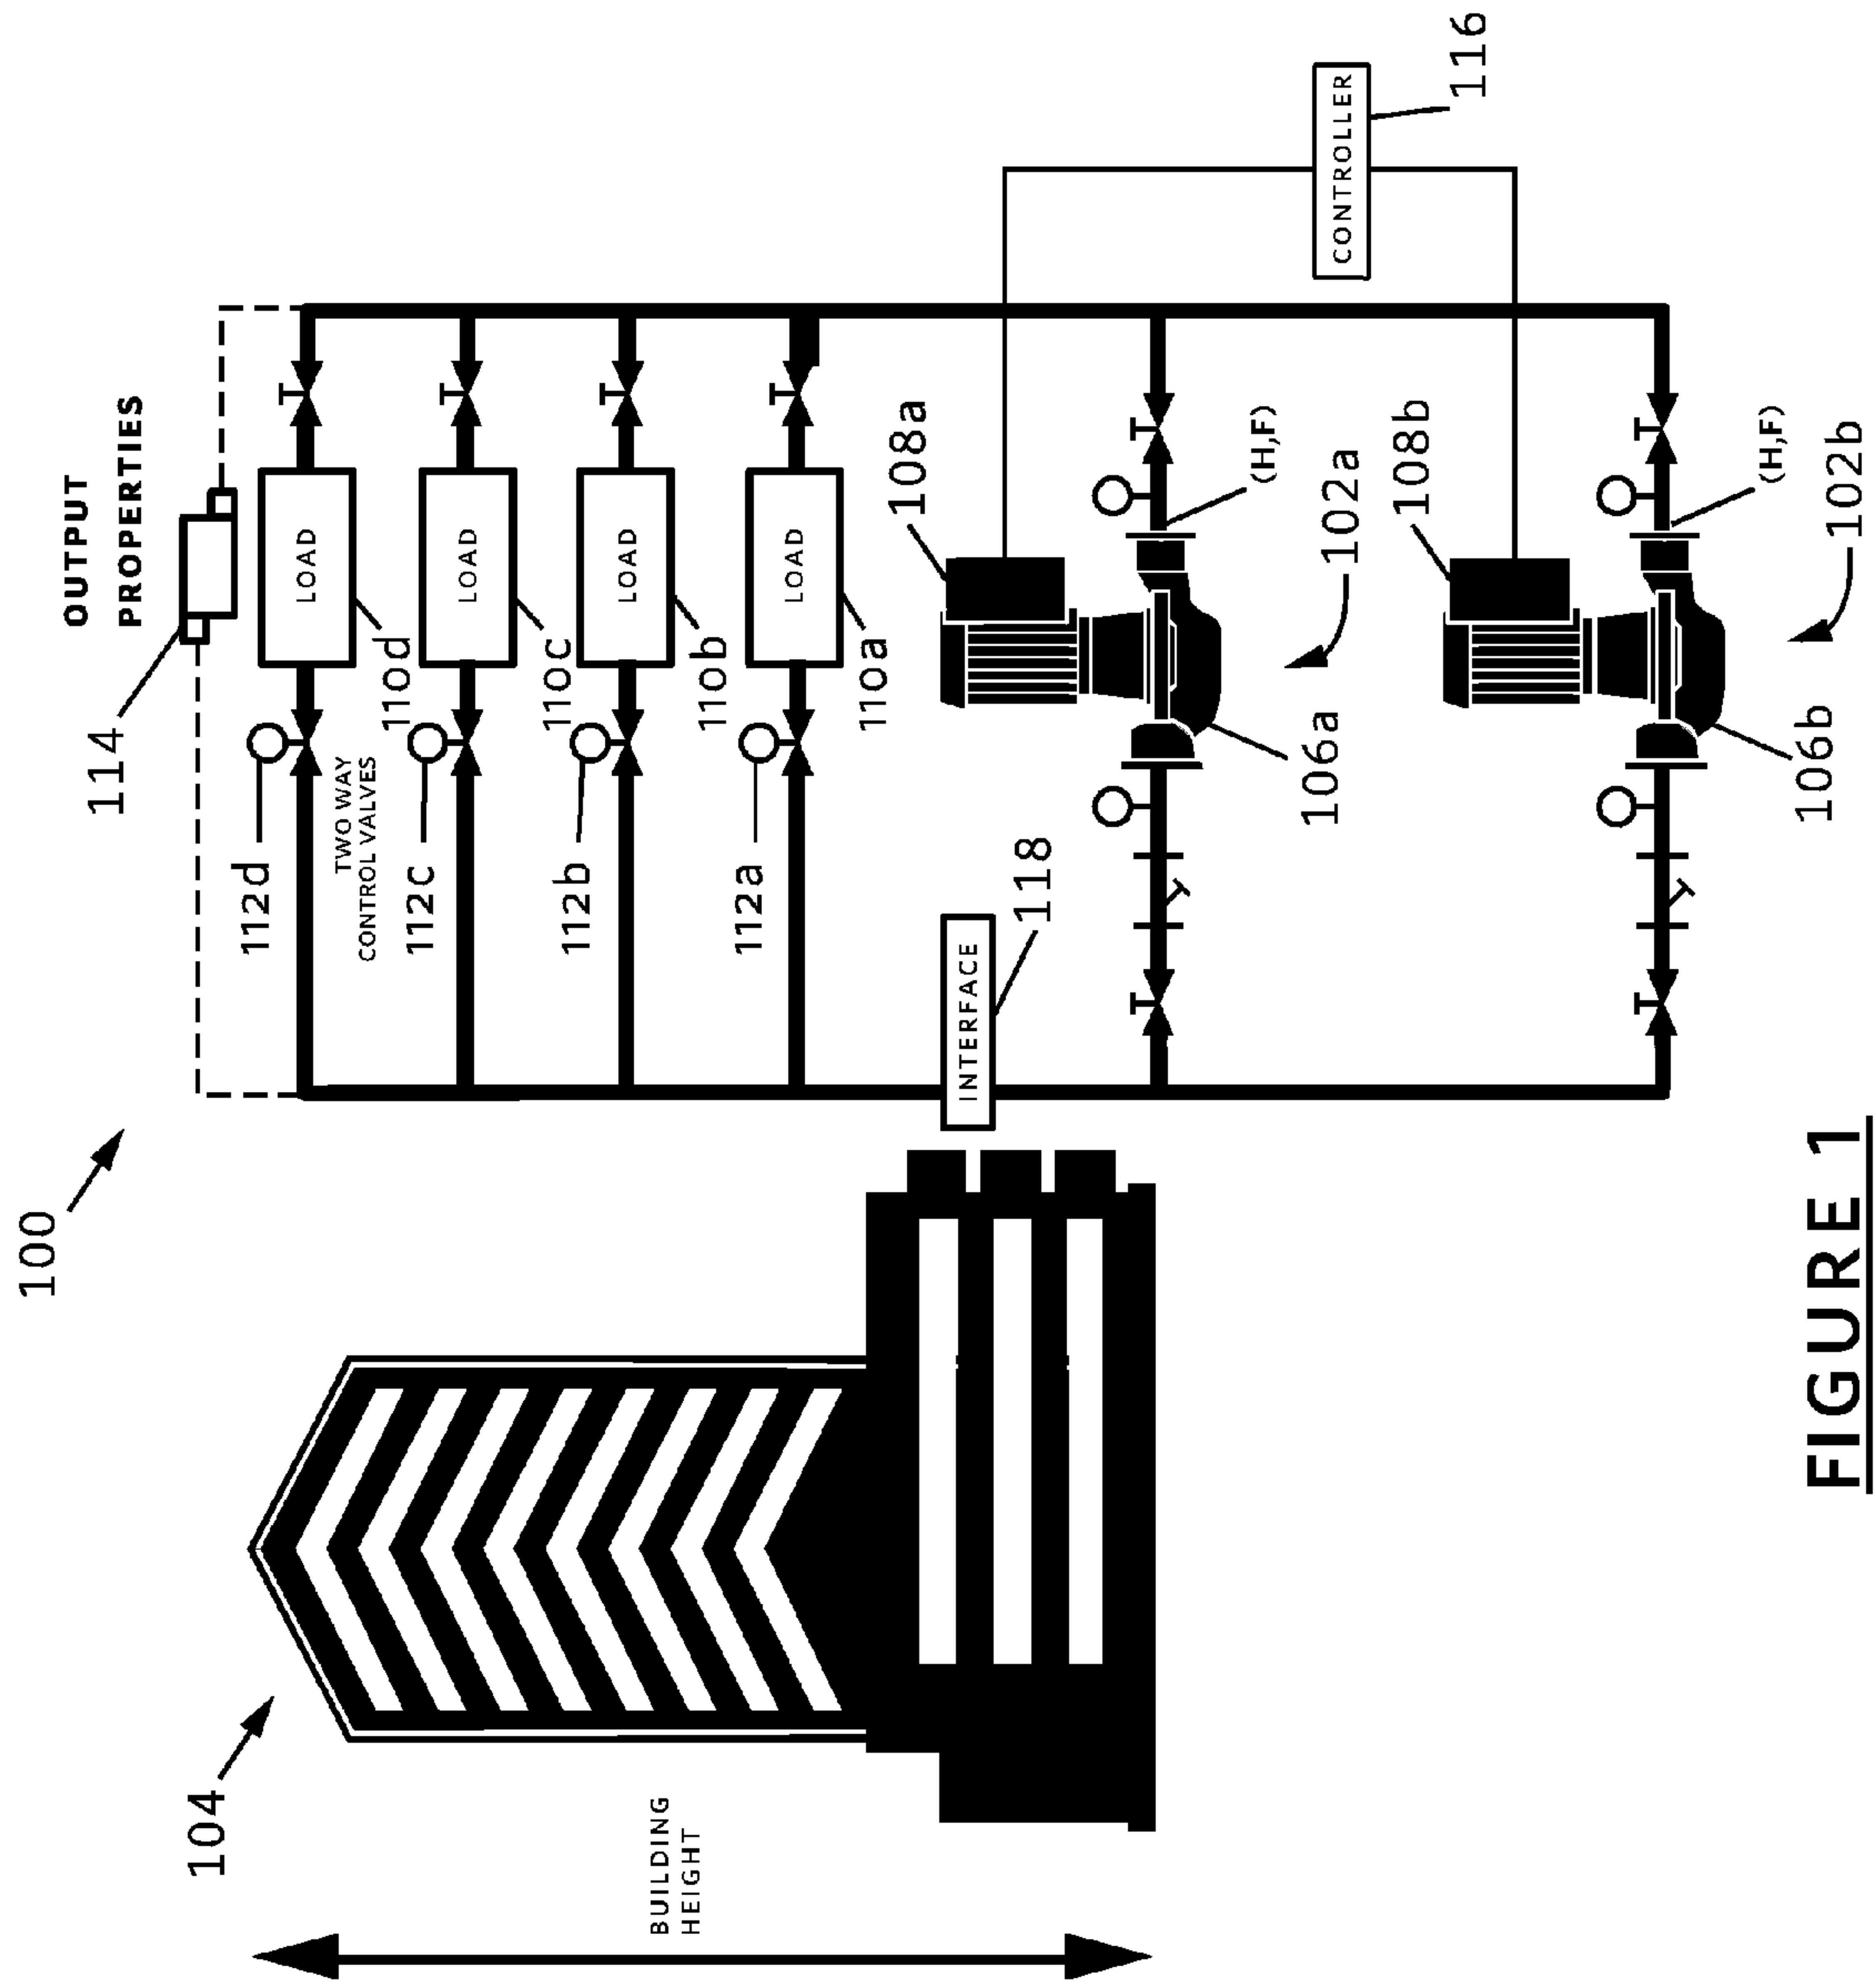 100
104
BUILDING
HEIGHT
114
OUTPUT
PROPERTIES
112d
TWO WAY
CONTROL VALVES
112c
112b
112a
LOAD
110d
LOAD
110c
LOAD
110b
LOAD
110a
INTERFACE
118
108a
(H,F)
102a
106a
108b
(H,F)
102b
106b
CONTROLLER
116
FIGURE 1